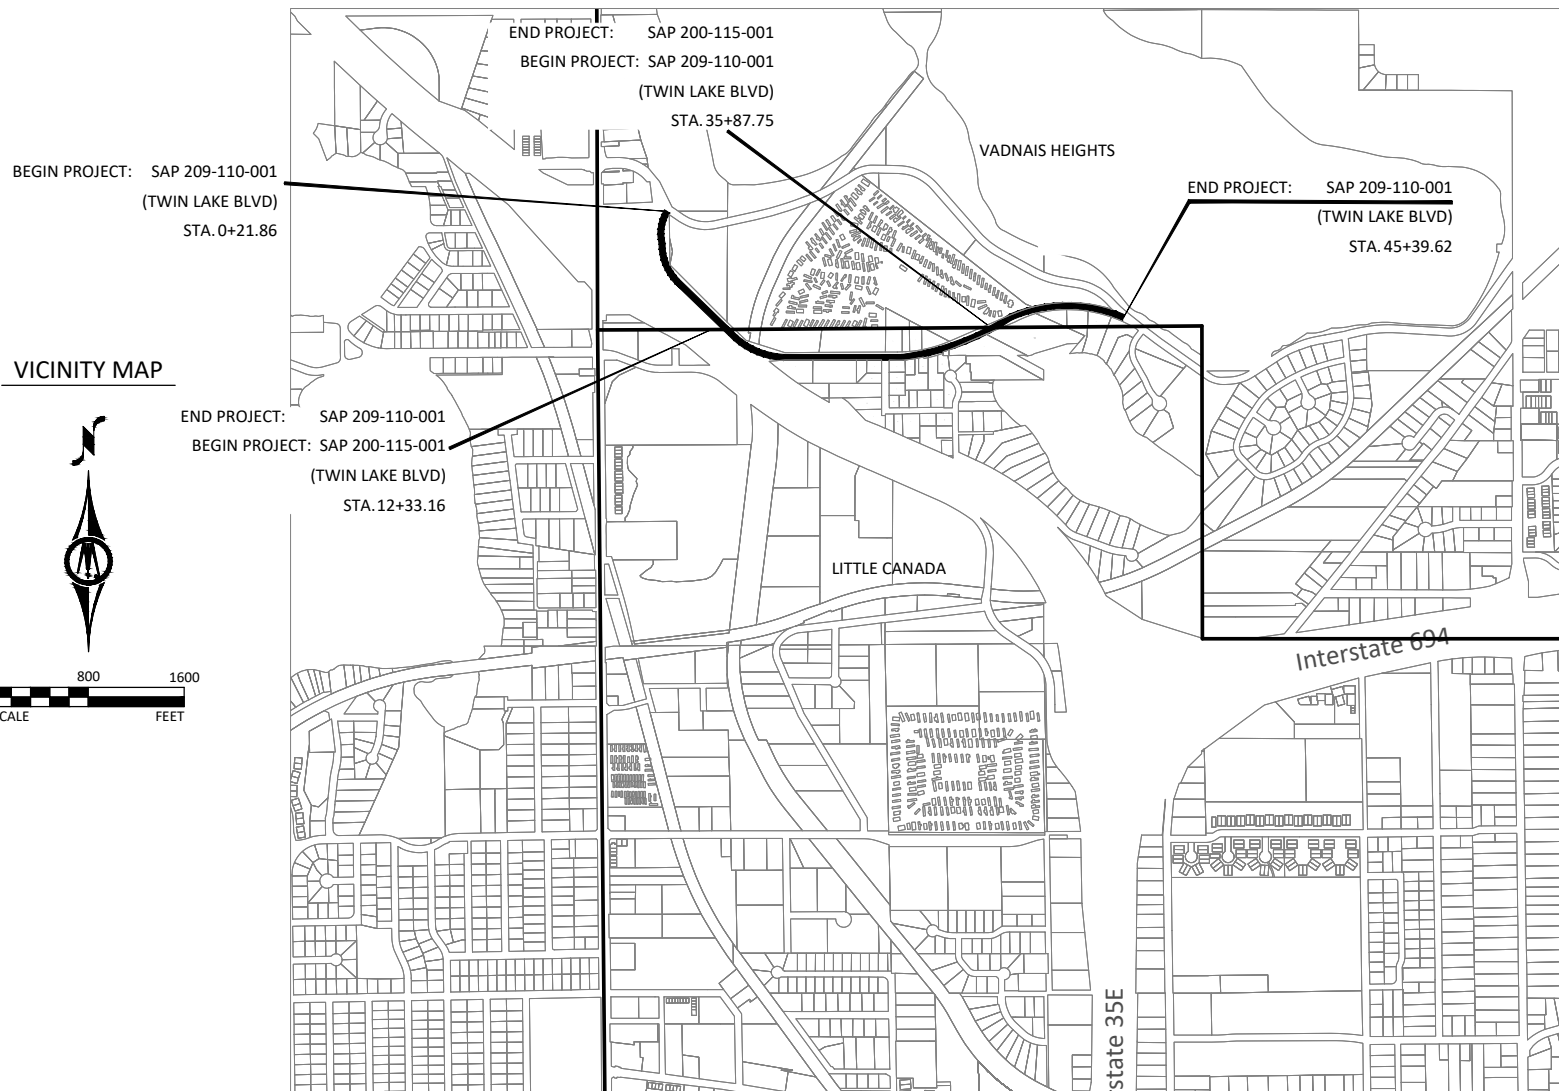 END PROJECT: SAP 200-115-001
BEGIN PROJECT: SAP 209-110-001
(TWIN LAKE BLVD)
STA. 35+87.75
VADNAIS HEIGHTS
BEGIN PROJECT: SAP 209-110-001
(TWIN LAKE BLVD)
STA. 0+21.86
END PROJECT: SAP 209-110-001
(TWIN LAKE BLVD)
STA. 45+39.62
VICINITY MAP
END PROJECT: SAP 209-110-001
BEGIN PROJECT: SAP 200-115-001
(TWIN LAKE BLVD)
STA. 12+33.16
N
LITTLE CANADA
Interstate 694
800 1600
CALE FEET
rstate 35E